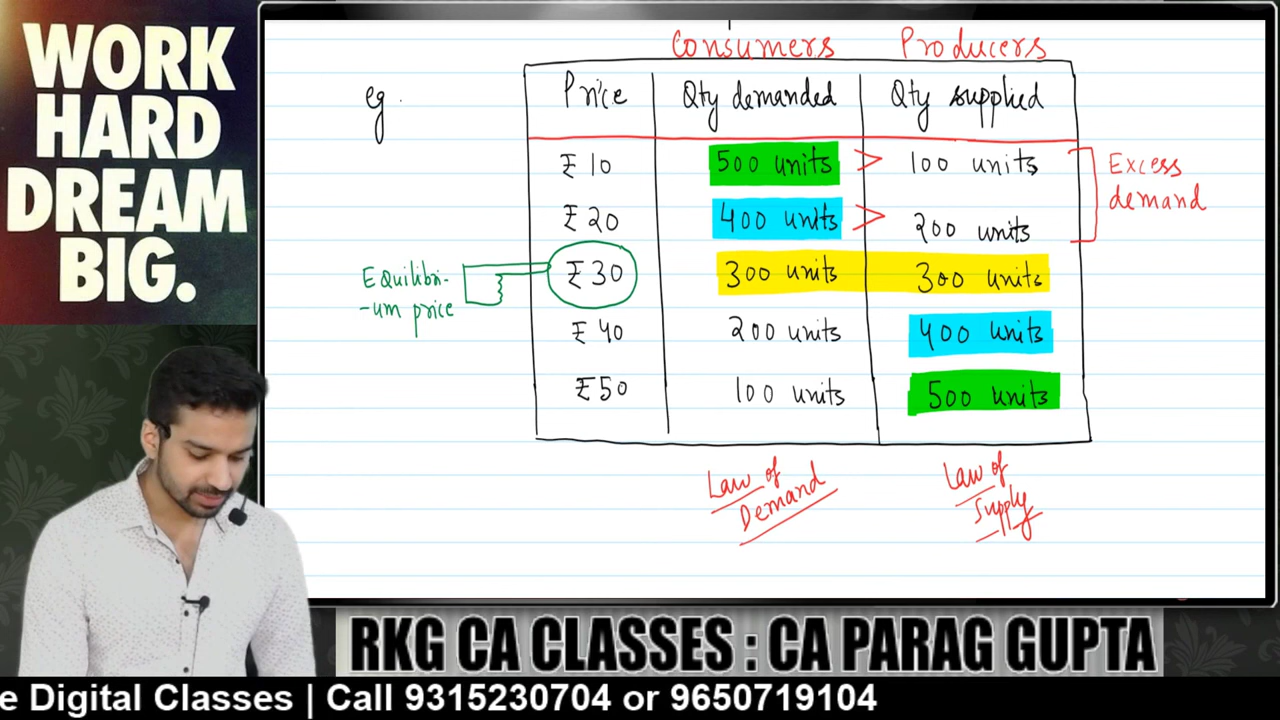 WORK
HARD
DREAM
BIG.
Consumers Producers
eg. Price Qty demanded Qty supplied
₹10 500 units > 100 units
Excess
demand
₹20 400 units > 200 units
Equilibri-
-um price
₹30 300 units 300 units
₹40 200 units 400 units
₹50 100 units 500 units
Law of
Demand
Law of
Supply
RKG CA CLASSES : CA PARAG GUPTA
e Digital Classes | Call 9315230704 or 9650719104